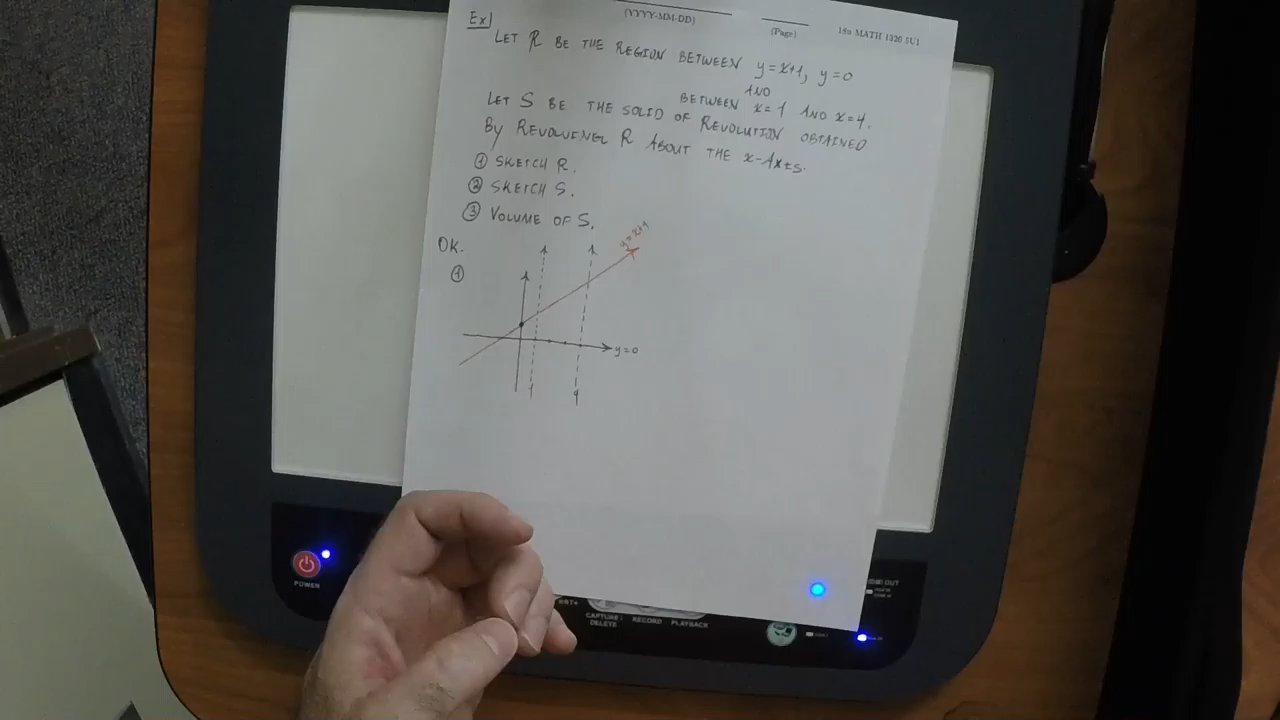 (YYYY-MM-DD)
(Page)
18u MATH 1320 5U1
Ex1
LET R BE THE REGION BETWEEN y=x+1, y=0
AND
BETWEEN x=1 AND x=4.
LET S BE THE SOLID OF REVOLUTION OBTAINED
BY REVOLVING R ABOUT THE x-AXIS.
① SKETCH R.
② SKETCH S.
③ VOLUME OF S.
OK.
①
y=x+1
y=0
1
4
POWER
CAPTURE/
DELETE
RECORD
PLAYBACK